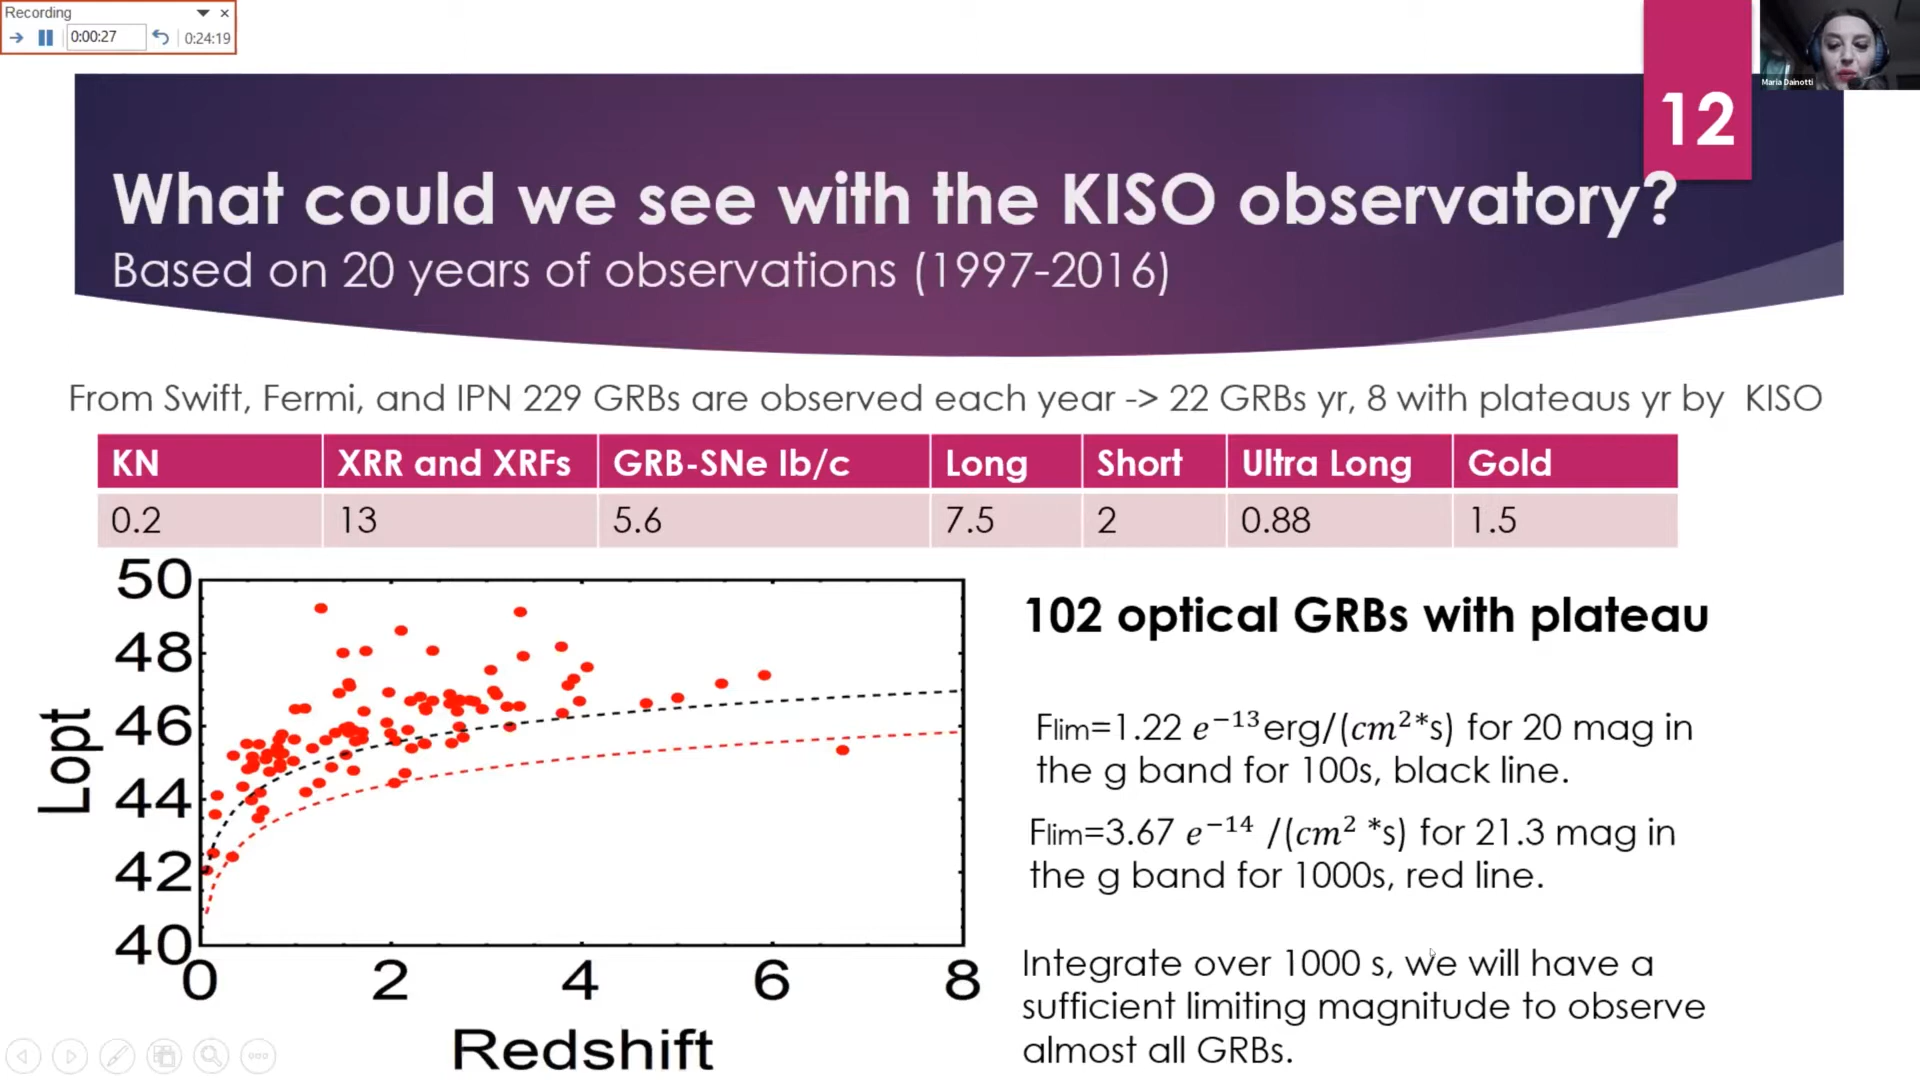 Recording
0:00:27 0:24:19
Maria Dainotti
12
What could we see with the KISO observatory?
Based on 20 years of observations (1997-2016)
From Swift, Fermi, and IPN 229 GRBs are observed each year -> 22 GRBs yr, 8 with plateaus yr by KISO
KN XRR and XRFs GRB-SNe Ib/c Long Short Ultra Long Gold
0.2 13 5.6 7.5 2 0.88 1.5
50
48
46
44
42
40
Lopt
0 2 4 6 8
Redshift
102 optical GRBs with plateau
Flim=1.22 e⁻¹³erg/(cm²*s) for 20 mag in
the g band for 100s, black line.
Flim=3.67 e⁻¹⁴ /(cm² *s) for 21.3 mag in
the g band for 1000s, red line.
Integrate over 1000 s, we will have a
sufficient limiting magnitude to observe
almost all GRBs.